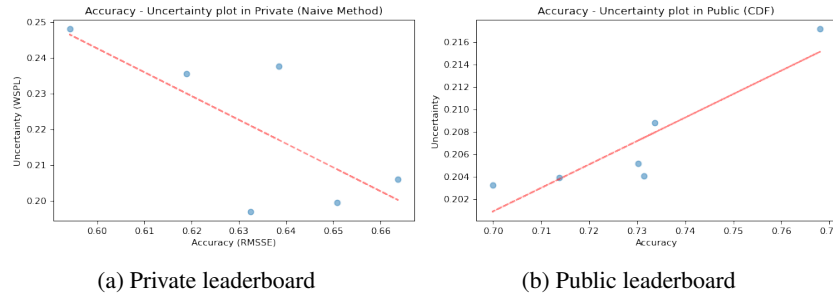 Accuracy - Uncertainty plot in Private (Naive Method)
0.25
0.24
0.23
0.22
0.21
0.20
Uncertainty (WSPL)
0.60 0.61 0.62 0.63 0.64 0.65 0.66
Accuracy (RMSSE)
(a) Private leaderboard
Accuracy - Uncertainty plot in Public (CDF)
0.216
0.214
0.212
0.210
0.208
0.206
0.204
0.202
Uncertainty
0.70 0.71 0.72 0.73 0.74 0.75 0.76
Accuracy
(b) Public leaderboard